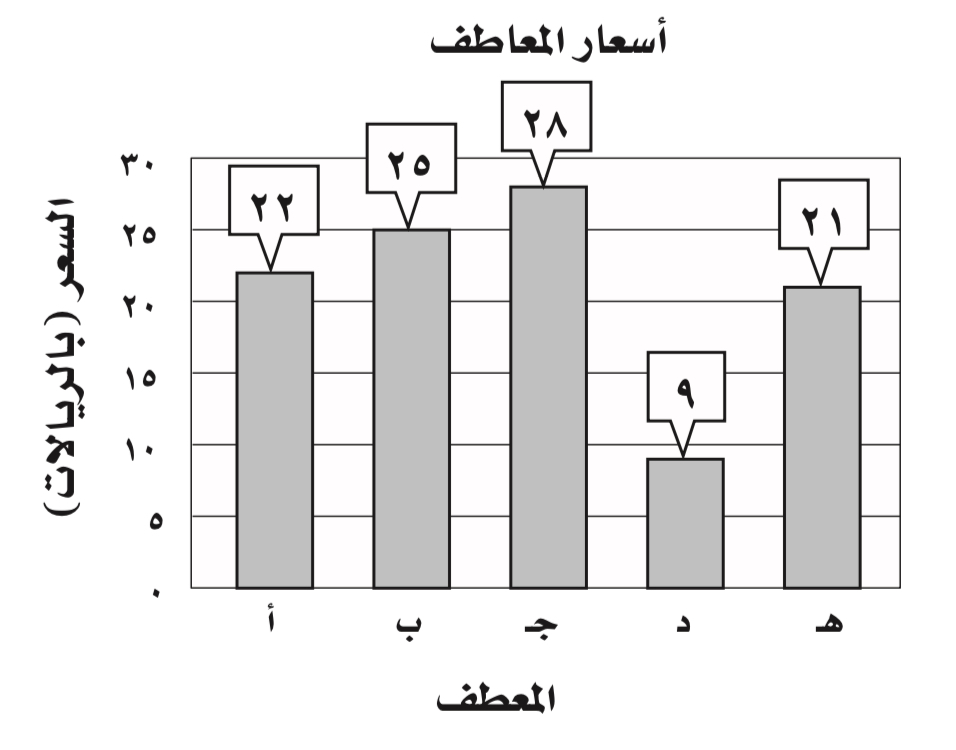 أسعار المعاطف
السعر (بالريالات)
٣٠
٢٥
٢٠
١٥
١٠
٥
٠
٢٢
٢٥
٢٨
٩
٢١
أ
ب
جـ
د
هـ
المعطف